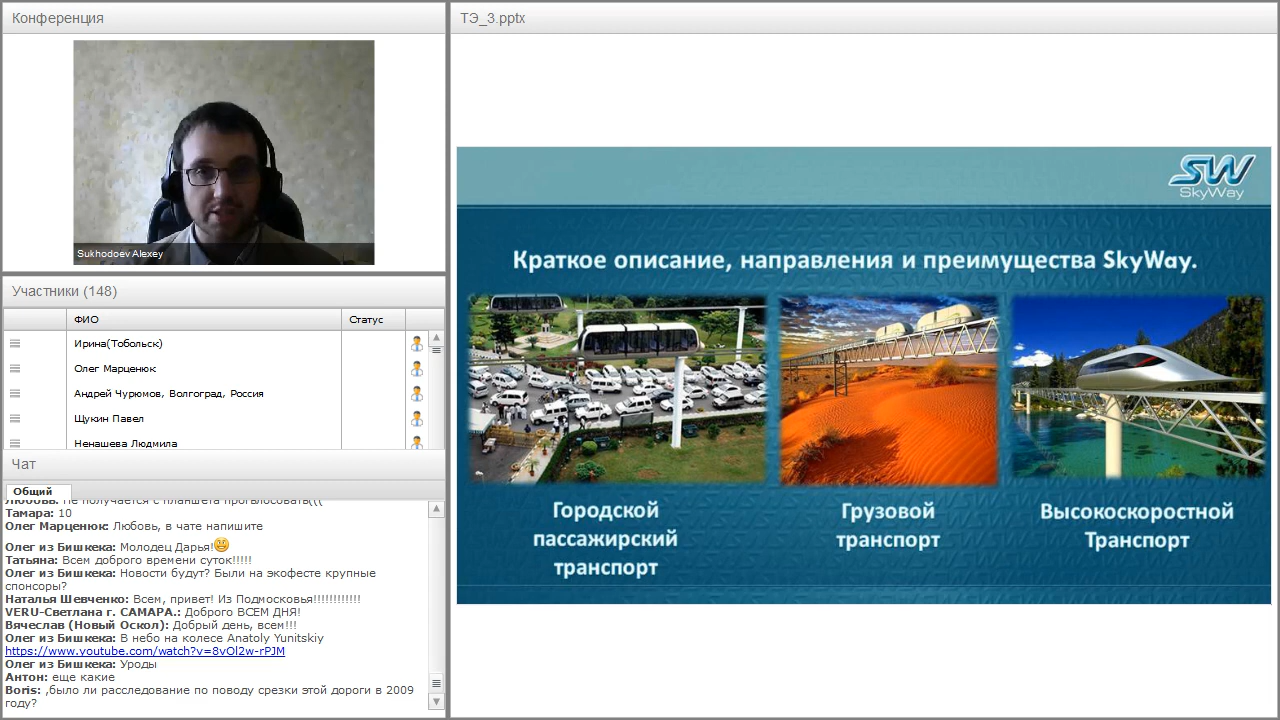 Конференция
Sukhodoev Alexey
Участники (148)
ФИО
Статус
Ирина(Тобольск)
Олег Марценюк
Андрей Чурюмов, Волгоград, Россия
Щукин Павел
Ненашева Людмила
Чат
Общий
Любовь: Не получается с планшета проголосовать(((
Тамара: 10
Олег Марценюк: Любовь, в чате напишите
Олег из Бишкека: Молодец Дарья!
Татьяна: Всем доброго времени суток!!!!!
Олег из Бишкека: Новости будут? Были на экофесте крупные
спонсоры?
Наталья Шевченко: Всем, привет! Из Подмосковья!!!!!!!!!!!!
VERU-Светлана г. САМАРА.: Доброго ВСЕМ ДНЯ!
Вячеслав (Новый Оскол): Добрый день, всем!!!
Олег из Бишкека: В небо на колесе Anatoly Yunitskiy
https://www.youtube.com/watch?v=8vOl2w-rPJM
Олег из Бишкека: Уроды
Антон: еще какие
Boris: ,было ли расследование по поводу срезки этой дороги в 2009
году?
ТЭ_3.pptx
SW
SkyWay
Краткое описание, направления и преимущества SkyWay.
Городской
пассажирский
транспорт
Грузовой
транспорт
Высокоскоростной
Транспорт